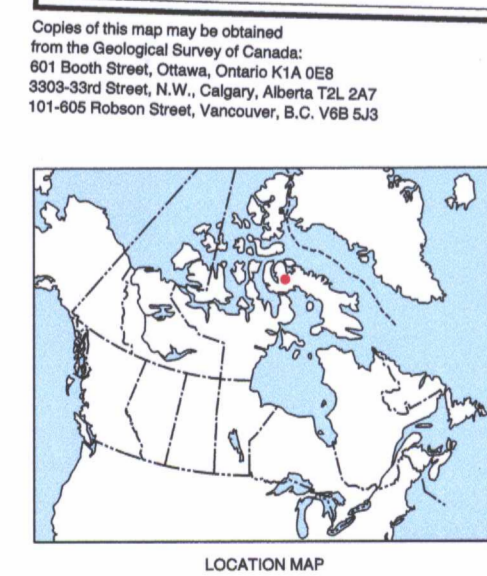 Copies of this map may be obtained
from the Geological Survey of Canada:
601 Booth Street, Ottawa, Ontario K1A 0E8
3303-33rd Street, N.W., Calgary, Alberta T2L 2A7
101-605 Robson Street, Vancouver, B.C. V6B 5J3
LOCATION MAP